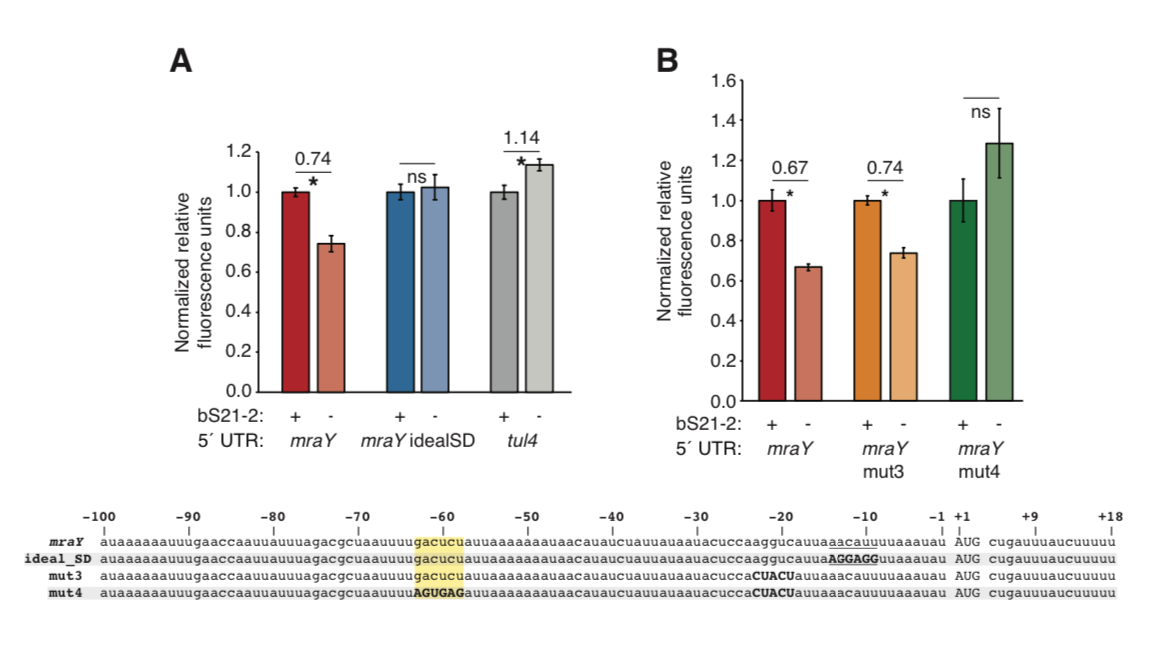 A
B
Normalized relative
fluorescence units
1.2
1.0
0.8
0.6
0.4
0.2
0.0
0.74
*
ns
1.14
*
bS21-2: + - + - + -
5´ UTR: mraY mraY idealSD tul4
Normalized relative
fluorescence units
1.6
1.4
1.2
1.0
0.8
0.6
0.4
0.2
0.0
0.67
*
0.74
*
ns
bS21-2: + - + - + -
5´ UTR: mraY mraY mraY
mut3 mut4
−100 −90 −80 −70 −60 −50 −40 −30 −20 −10 −1 +1 +9 +18
mraY auaaaaaauuugaaccaauuauuuagacgcuaauuuugacucuauuaaaaaauaacauaucuauuauuauaucuccaaggucauuaaacauuuuaaauau AUG cugauuuaucuuuuu
ideal_SD auaaaaaauuugaaccaauuauuuagacgcuaauuuugacucuauuaaaaaauaacauaucuauuauuauaucuccaaggucauuaAGGAGGuuaaauau AUG cugauuuaucuuuuu
mut3 auaaaaaauuugaaccaauuauuuagacgcuaauuuugacucuauuaaaaaauaacauaucuauuauuauaucuccaCUACUauuaaacauuuuaaauau AUG cugauuuaucuuuuu
mut4 auaaaaaauuugaaccaauuauuuagacgcuaauuuuAGUGAGauuaaaaaauaacauaucuauuauuauaucuccaCUACUauuaaacauuuuaaauau AUG cugauuuaucuuuuu